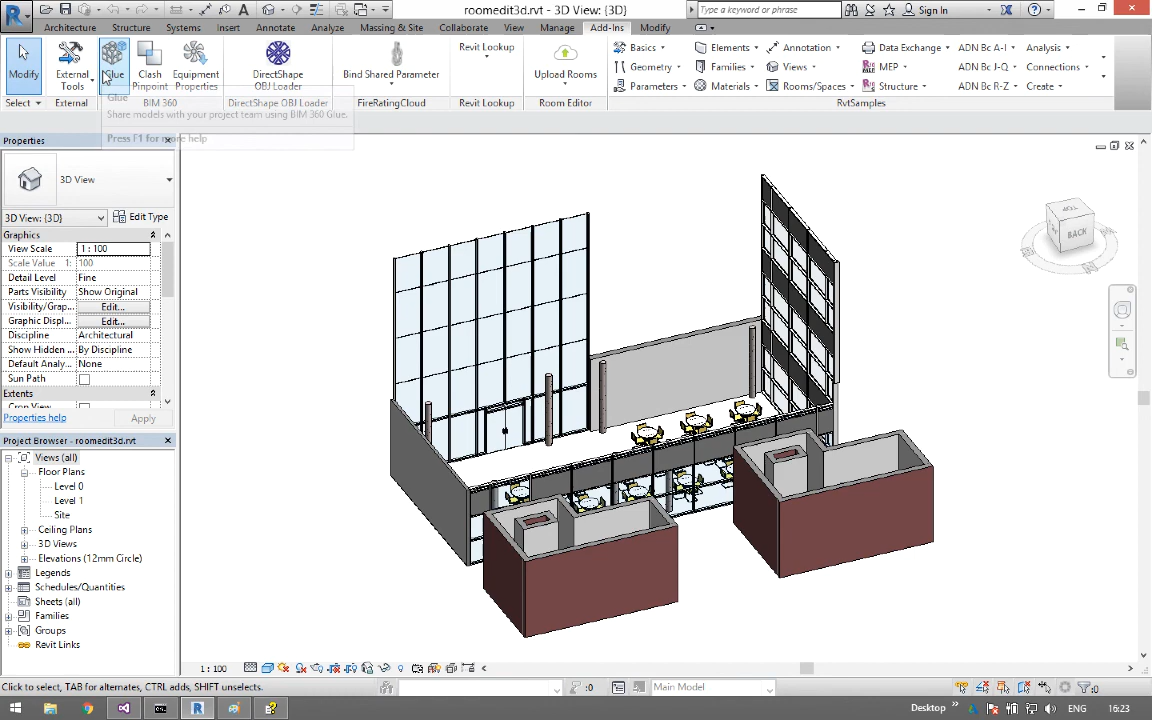 roomedit3d.rvt - 3D View: {3D}
Type a keyword or phrase
Sign In
Architecture Structure Systems Insert Annotate Analyze Massing & Site Collaborate View Manage Add-Ins Modify
Modify
External Tools
Glue
Clash Pinpoint
Equipment Properties
DirectShape OBJ Loader
Bind Shared Parameter
Revit Lookup
Upload Rooms
Basics Elements Annotation Data Exchange ADN Bc A-I Analysis
Geometry Families Views MEP ADN Bc J-Q Connections
Parameters Materials Rooms/Spaces Structure ADN Bc R-Z Create
Select External BIM 360 DirectShape OBJ Loader FireRatingCloud Revit Lookup Room Editor RvtSamples
Glue
Share models with your project team using BIM 360 Glue.
Press F1 for more help
Properties
3D View
3D View: {3D} Edit Type
Graphics
View Scale 1 : 100
Scale Value 1: 100
Detail Level Fine
Parts Visibility Show Original
Visibility/Grap... Edit...
Graphic Displ... Edit...
Discipline Architectural
Show Hidden ... By Discipline
Default Analy... None
Sun Path
Extents
Crop View
Properties help Apply
Project Browser - roomedit3d.rvt
Views (all)
Floor Plans
Level 0
Level 1
Site
Ceiling Plans
3D Views
Elevations (12mm Circle)
Legends
Schedules/Quantities
Sheets (all)
Families
Groups
Revit Links
TOP
BACK
1 : 100
Click to select, TAB for alternates, CTRL adds, SHIFT unselects.
:0
Main Model
:0
Desktop
ENG
16:23